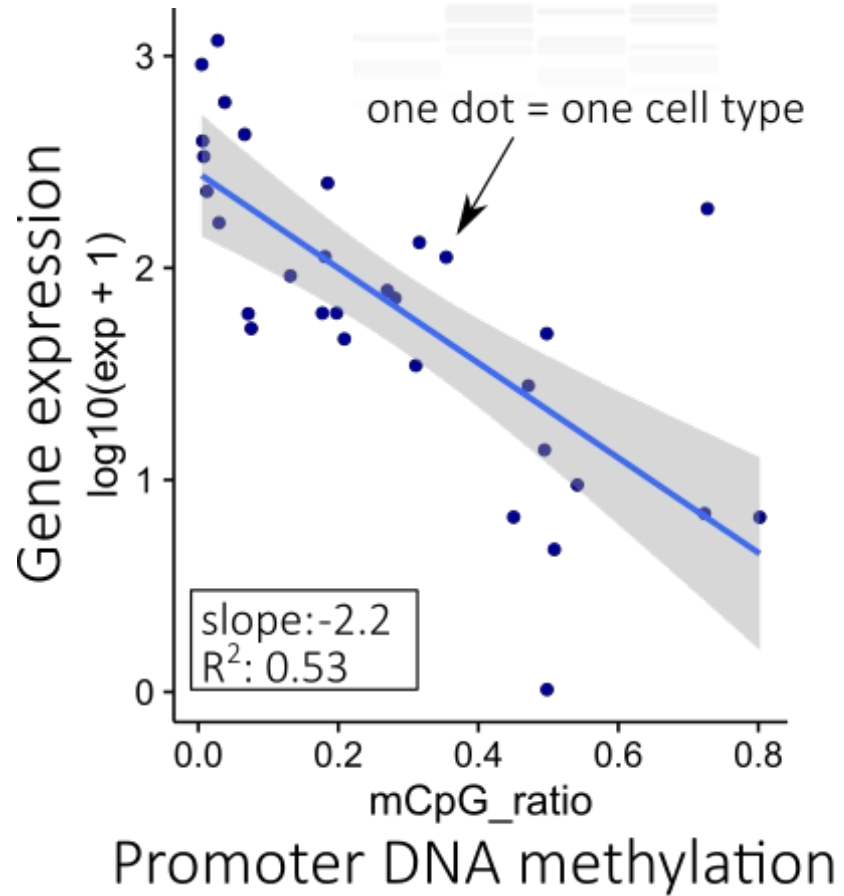 Gene expression
log10(exp + 1)
3
2
1
0
one dot = one cell type
slope:-2.2
R²: 0.53
0.0 0.2 0.4 0.6 0.8
mCpG_ratio
Promoter DNA methylation